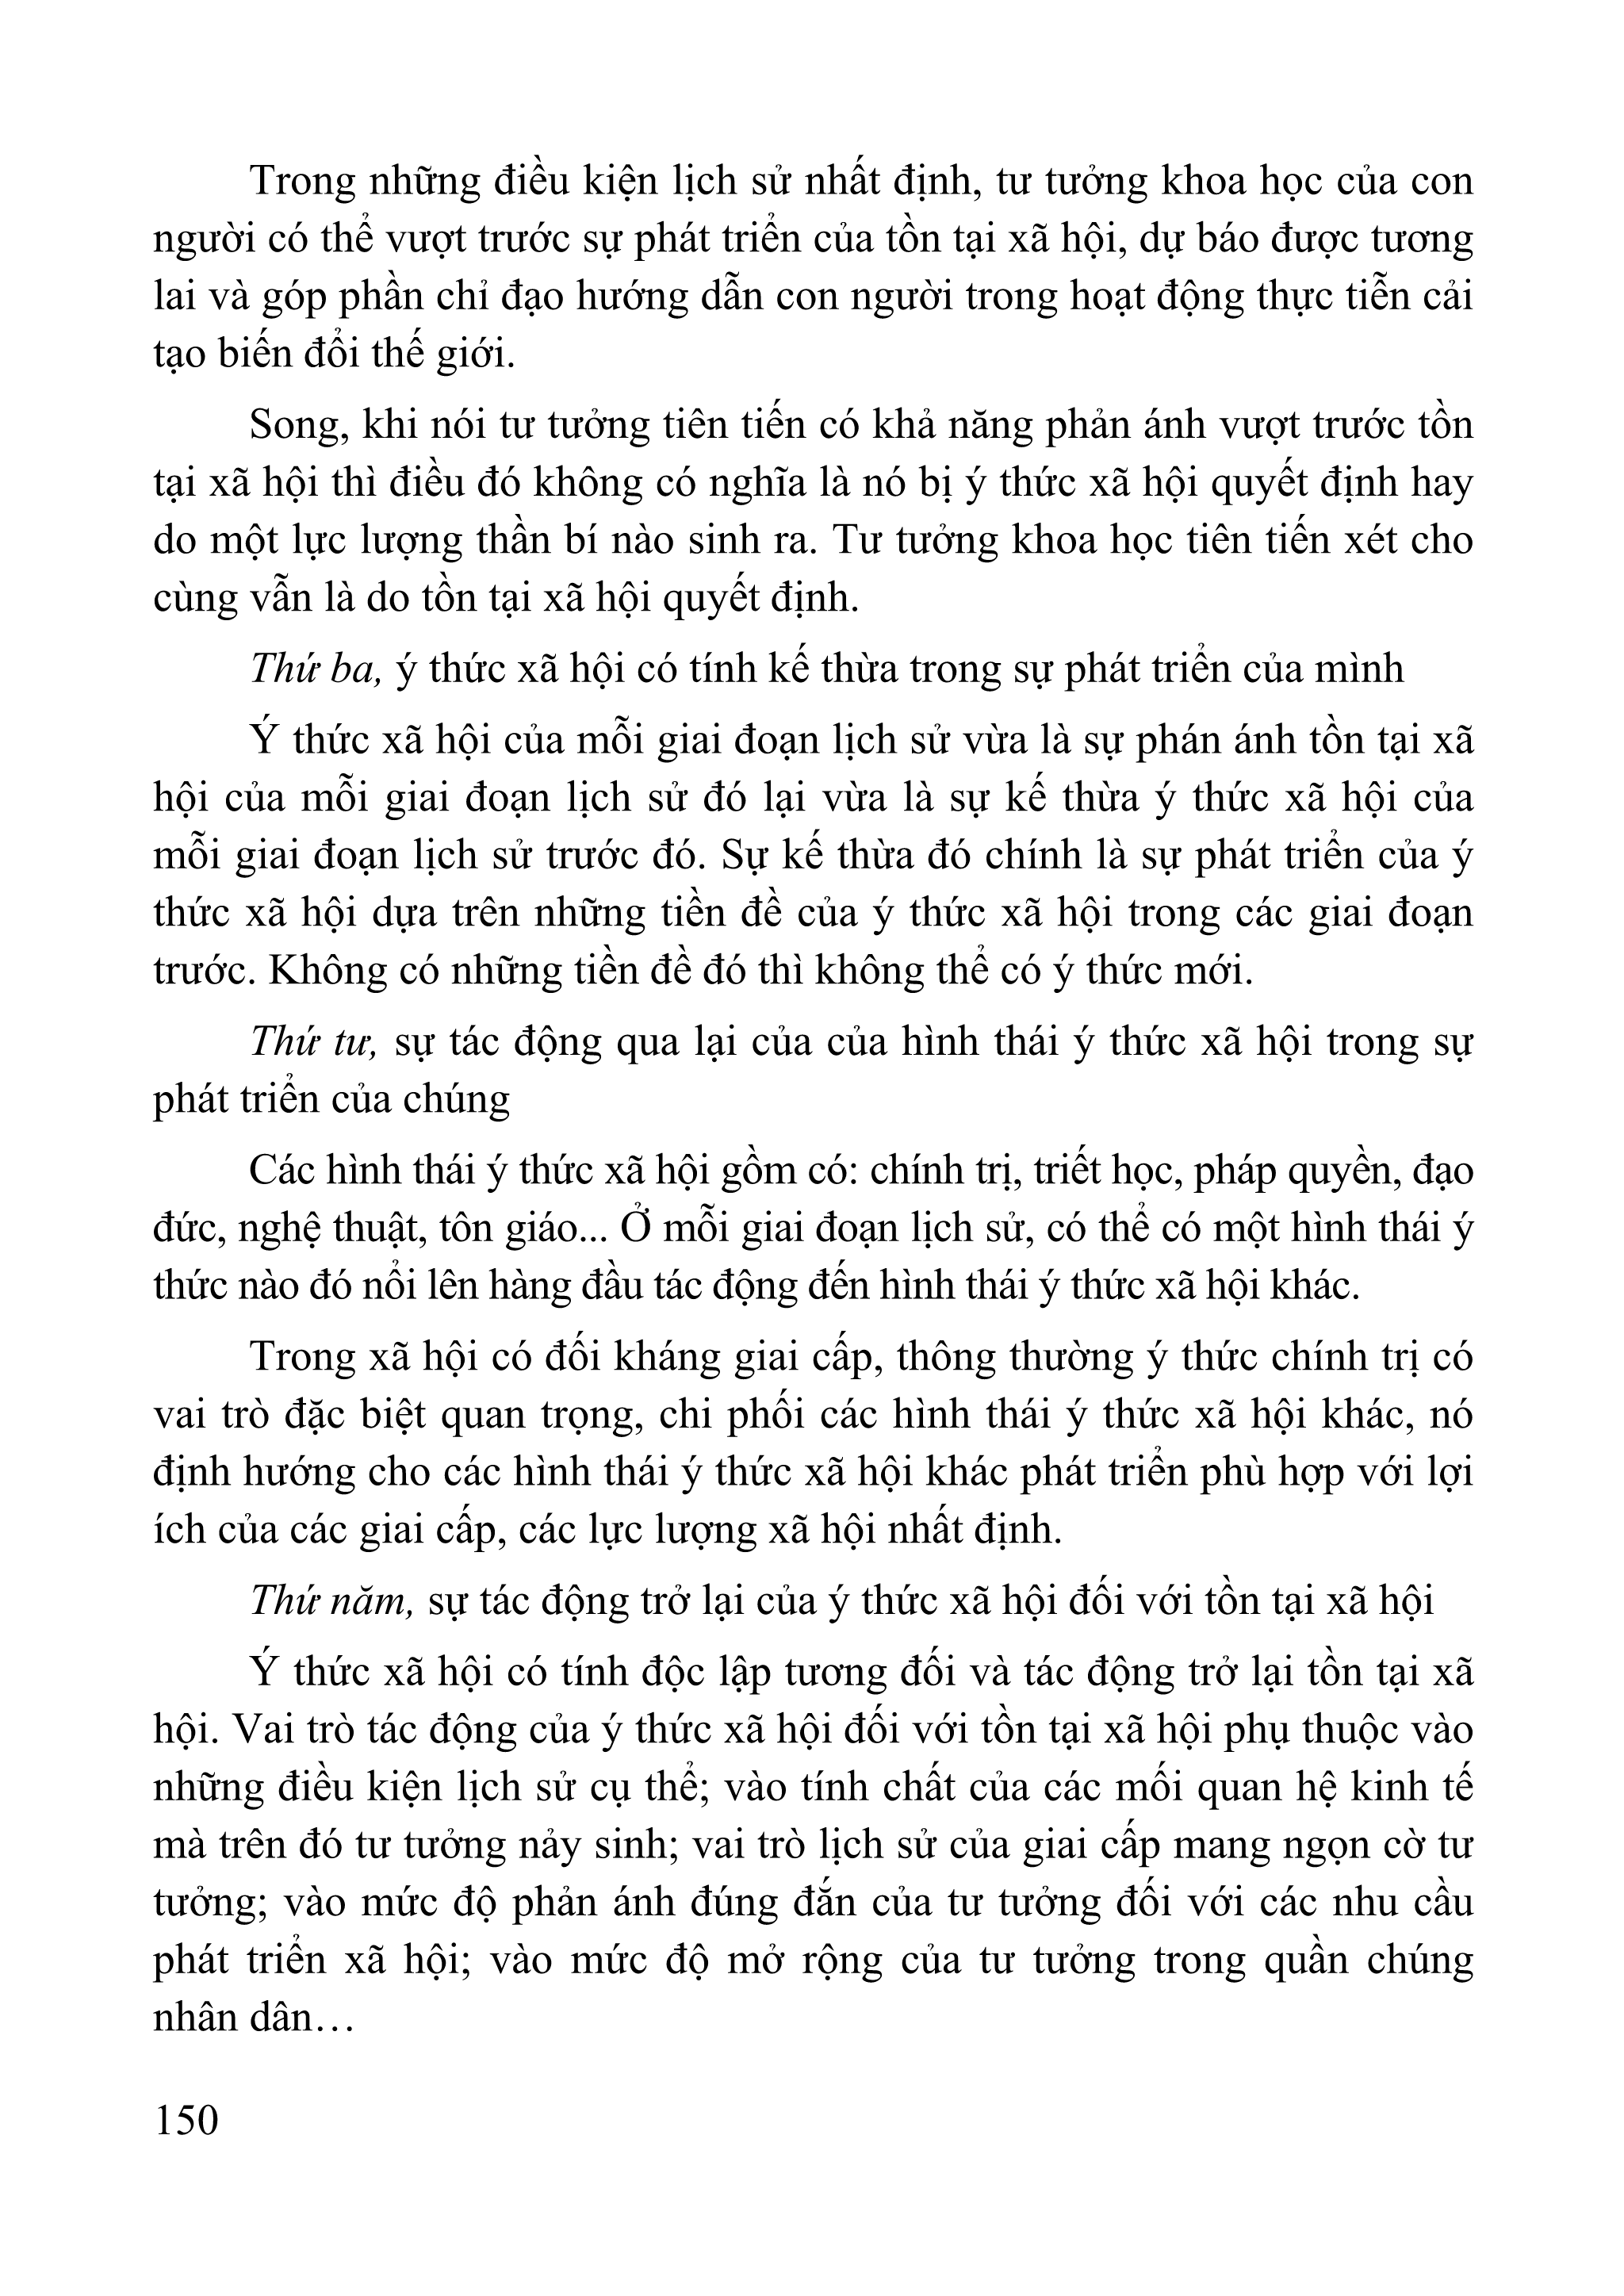 Trong những điều kiện lịch sử nhất định, tư tưởng khoa học của con
người có thể vượt trước sự phát triển của tồn tại xã hội, dự báo được tương
lai và góp phần chỉ đạo hướng dẫn con người trong hoạt động thực tiễn cải
tạo biến đổi thế giới.
Song, khi nói tư tưởng tiên tiến có khả năng phản ánh vượt trước tồn
tại xã hội thì điều đó không có nghĩa là nó bị ý thức xã hội quyết định hay
do một lực lượng thần bí nào sinh ra. Tư tưởng khoa học tiên tiến xét cho
cùng vẫn là do tồn tại xã hội quyết định.
Thứ ba, ý thức xã hội có tính kế thừa trong sự phát triển của mình
Ý thức xã hội của mỗi giai đoạn lịch sử vừa là sự phán ánh tồn tại xã
hội của mỗi giai đoạn lịch sử đó lại vừa là sự kế thừa ý thức xã hội của
mỗi giai đoạn lịch sử trước đó. Sự kế thừa đó chính là sự phát triển của ý
thức xã hội dựa trên những tiền đề của ý thức xã hội trong các giai đoạn
trước. Không có những tiền đề đó thì không thể có ý thức mới.
Thứ tư, sự tác động qua lại của của hình thái ý thức xã hội trong sự
phát triển của chúng
Các hình thái ý thức xã hội gồm có: chính trị, triết học, pháp quyền, đạo
đức, nghệ thuật, tôn giáo... Ở mỗi giai đoạn lịch sử, có thể có một hình thái ý
thức nào đó nổi lên hàng đầu tác động đến hình thái ý thức xã hội khác.
Trong xã hội có đối kháng giai cấp, thông thường ý thức chính trị có
vai trò đặc biệt quan trọng, chi phối các hình thái ý thức xã hội khác, nó
định hướng cho các hình thái ý thức xã hội khác phát triển phù hợp với lợi
ích của các giai cấp, các lực lượng xã hội nhất định.
Thứ năm, sự tác động trở lại của ý thức xã hội đối với tồn tại xã hội
Ý thức xã hội có tính độc lập tương đối và tác động trở lại tồn tại xã
hội. Vai trò tác động của ý thức xã hội đối với tồn tại xã hội phụ thuộc vào
những điều kiện lịch sử cụ thể; vào tính chất của các mối quan hệ kinh tế
mà trên đó tư tưởng nảy sinh; vai trò lịch sử của giai cấp mang ngọn cờ tư
tưởng; vào mức độ phản ánh đúng đắn của tư tưởng đối với các nhu cầu
phát triển xã hội; vào mức độ mở rộng của tư tưởng trong quần chúng
nhân dân…
150